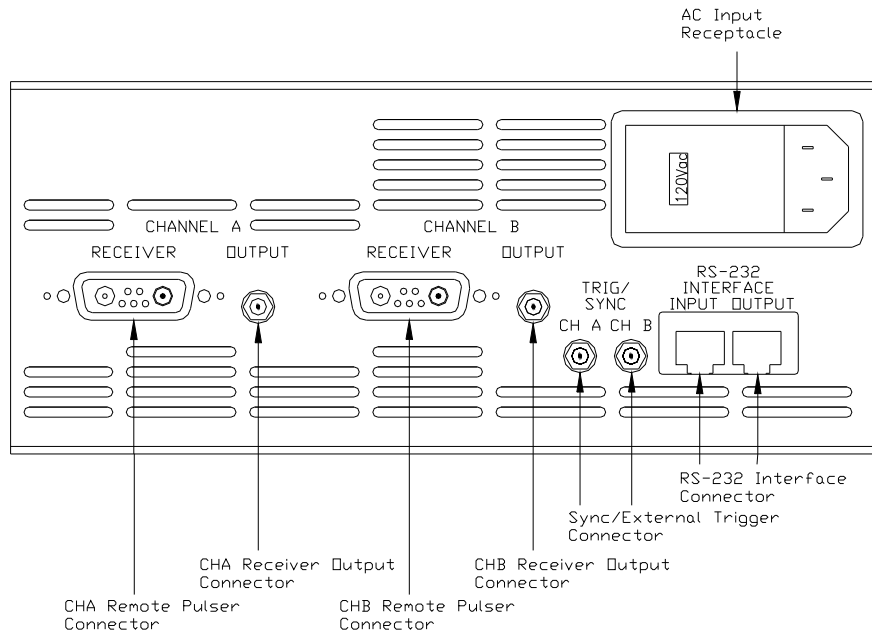 AC Input
Receptacle
120Vac
CHANNEL A
CHANNEL B
RECEIVER
OUTPUT
RECEIVER
OUTPUT
TRIG/
SYNC
CH A
CH B
RS-232
INTERFACE
INPUT
OUTPUT
RS-232 Interface
Connector
Sync/External Trigger
Connector
CHA Receiver Output
Connector
CHB Receiver Output
Connector
CHA Remote Pulser
Connector
CHB Remote Pulser
Connector